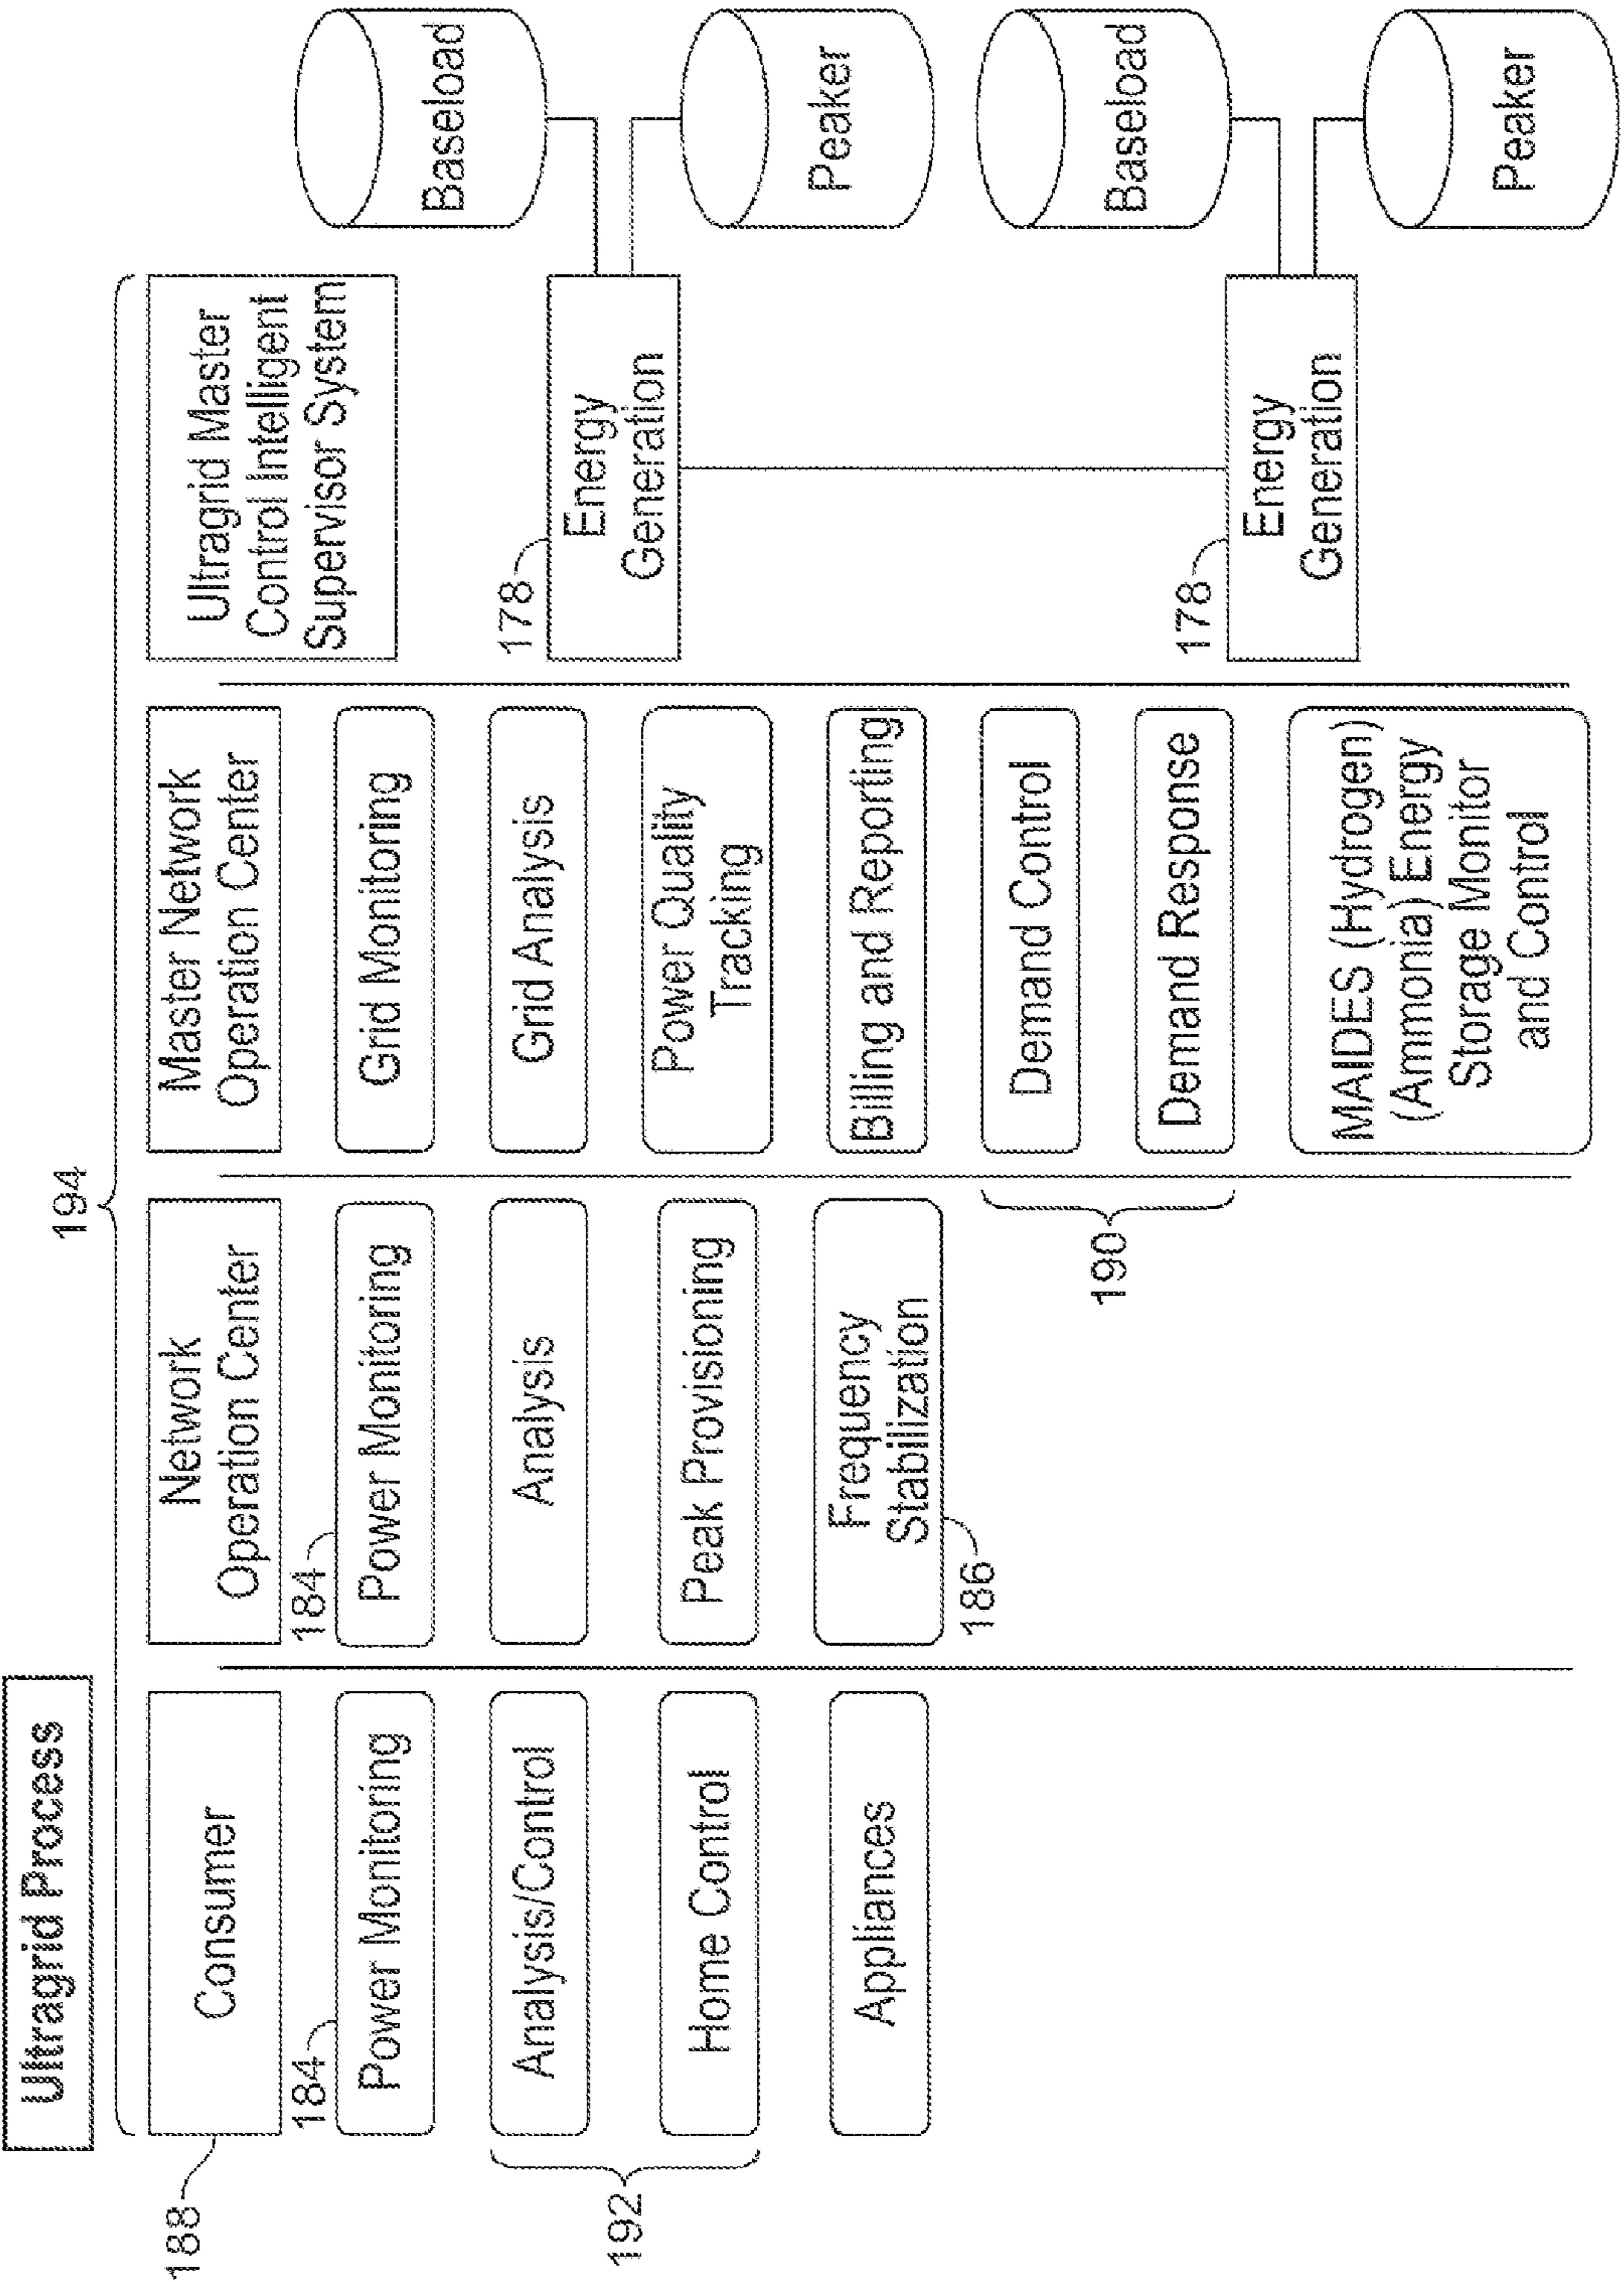 Ultragrid Process
194
188
Consumer
184
Power Monitoring
Analysis/Control
Home Control
192
Appliances
Network
Operation Center
184
Power Monitoring
Analysis
Peak Provisioning
Frequency
Stabilization
186
Master Network
Operation Center
Grid Monitoring
Grid Analysis
Power Quality
Tracking
Billing and Reporting
Demand Control
Demand Response
190
MAIDES (Hydrogen)
(Ammonia) Energy
Storage Monitor
and Control
Ultragrid Master
Control Intelligent
Supervisor System
178
Energy
Generation
Baseload
Peaker
178
Energy
Generation
Baseload
Peaker